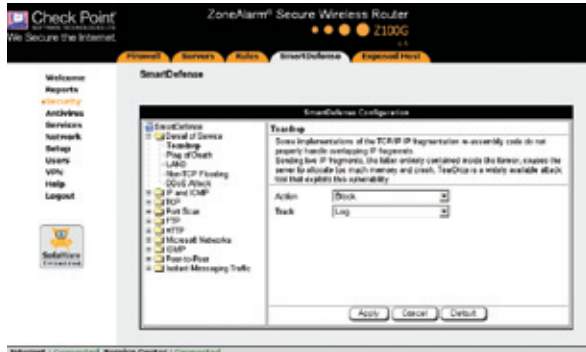 Check Point
SOFTWARE TECHNOLOGIES LTD.
We Secure the Internet.
ZoneAlarm® Secure Wireless Router
Z100G
Firewall Servers Rules SmartDefense Exposed Host
SmartDefense
Welcome
Reports
Security
Antivirus
Services
Network
Setup
Users
VPN
Help
Logout
SofaWare
SmartDefense Configuration
SmartDefense
Denial of Service
Teardrop
Ping of Death
LAND
Non-TCP Flooding
DDoS Attack
IP and ICMP
TCP
Port Scan
FTP
HTTP
Microsoft Networks
IGMP
Peer-to-Peer
Instant Messaging Traffic
Teardrop
Some implementations of the TCP/IP IP fragmentation re-assembly code do not
properly handle overlapping IP fragments.
Sending two IP fragments, the latter entirely contained inside the former, causes the
server to allocate too much memory and crash. TearDrop is a widely available attack
tool that exploits this vulnerability
Action Block
Track Log
Apply Cancel Default
Internet : Connected Service Center : Connected